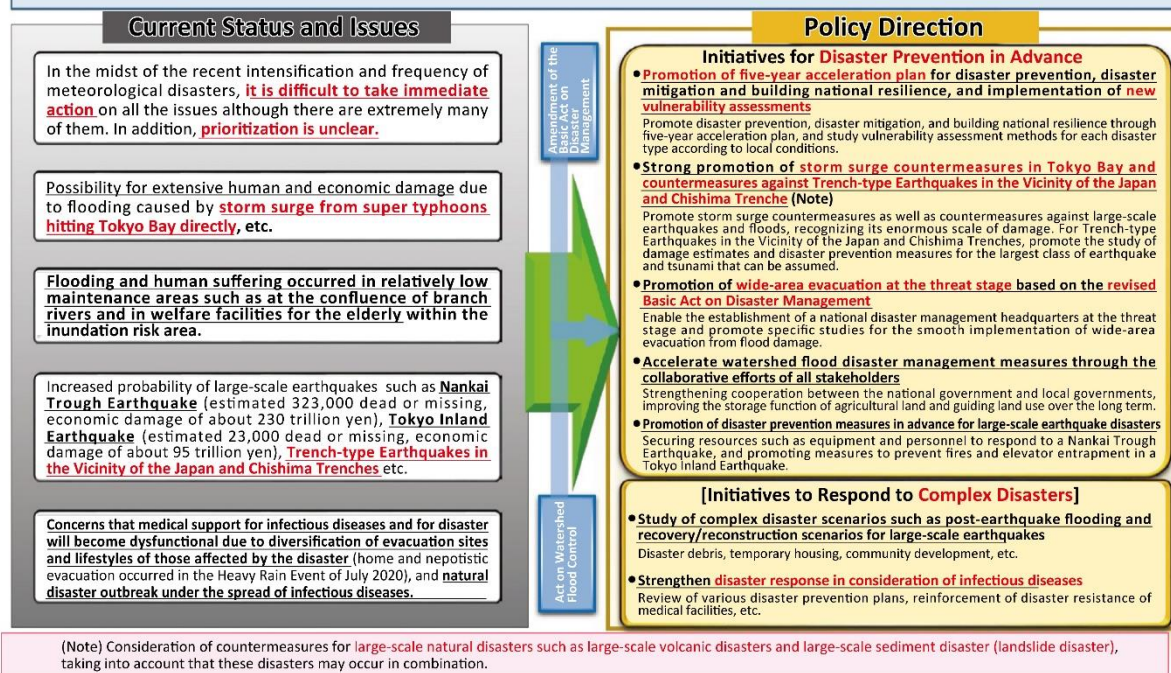 Current Status and Issues
In the midst of the recent intensification and frequency of
meteorological disasters, it is difficult to take immediate
action on all the issues although there are extremely many
of them. In addition, prioritization is unclear.
Possibility for extensive human and economic damage due
to flooding caused by storm surge from super typhoons
hitting Tokyo Bay directly, etc.
Flooding and human suffering occurred in relatively low
maintenance areas such as at the confluence of branch
rivers and in welfare facilities for the elderly within the
inundation risk area.
Increased probability of large-scale earthquakes such as Nankai
Trough Earthquake (estimated 323,000 dead or missing,
economic damage of about 230 trillion yen), Tokyo Inland
Earthquake (estimated 23,000 dead or missing, economic
damage of about 95 trillion yen), Trench-type Earthquakes in
the Vicinity of the Japan and Chishima Trenches etc.
Concerns that medical support for infectious diseases and for disaster
will become dysfunctional due to diversification of evacuation sites
and lifestyles of those affected by the disaster (home and nepotistic
evacuation occurred in the Heavy Rain Event of July 2020), and natural
disaster outbreak under the spread of infectious diseases.
Amendment of the
Basic Act on
Disaster
Management
Act on Watershed
Flood Control
Policy Direction
Initiatives for Disaster Prevention in Advance
•Promotion of five-year acceleration plan for disaster prevention, disaster
mitigation and building national resilience, and implementation of new
vulnerability assessments
Promote disaster prevention, disaster mitigation, and building national resilience through
five-year acceleration plan, and study vulnerability assessment methods for each disaster
type according to local conditions.
•Strong promotion of storm surge countermeasures in Tokyo Bay and
countermeasures against Trench-type Earthquakes in the Vicinity of the Japan
and Chishima Trenche (Note)
Promote storm surge countermeasures as well as countermeasures against large-scale
earthquakes and floods, recognizing its enormous scale of damage. For Trench-type
Earthquakes in the Vicinity of the Japan and Chishima Trenches, promote the study of
damage estimates and disaster prevention measures for the largest class of earthquake
and tsunami that can be assumed.
•Promotion of wide-area evacuation at the threat stage based on the revised
Basic Act on Disaster Management
Enable the establishment of a national disaster management headquarters at the threat
stage and promote specific studies for the smooth implementation of wide-area
evacuation from flood damage.
•Accelerate watershed flood disaster management measures through the
collaborative efforts of all stakeholders
Strengthening cooperation between the national government and local governments,
improving the storage function of agricultural land and guiding land use over the long term.
•Promotion of disaster prevention measures in advance for large-scale earthquake disasters
Securing resources such as equipment and personnel to respond to a Nankai Trough
Earthquake, and promoting measures to prevent fires and elevator entrapment in a
Tokyo Inland Earthquake.
[Initiatives to Respond to Complex Disasters]
•Study of complex disaster scenarios such as post-earthquake flooding and
recovery/reconstruction scenarios for large-scale earthquakes
Disaster debris, temporary housing, community development, etc.
•Strengthen disaster response in consideration of infectious diseases
Review of various disaster prevention plans, reinforcement of disaster resistance of
medical facilities, etc.
(Note) Consideration of countermeasures for large-scale natural disasters such as large-scale volcanic disasters and large-scale sediment disaster (landslide disaster),
taking into account that these disasters may occur in combination.